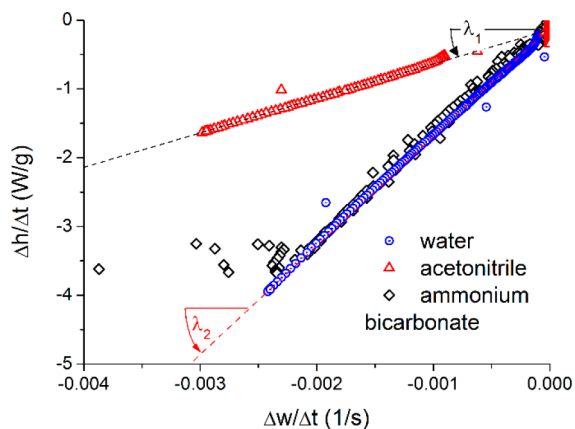 0
λ1
-1
-2
Δh/Δt (W/g)
-3
water
acetonitrile
ammonium
bicarbonate
-4
λ2
-5
-0.004 -0.003 -0.002 -0.001 0.000
Δw/Δt (1/s)